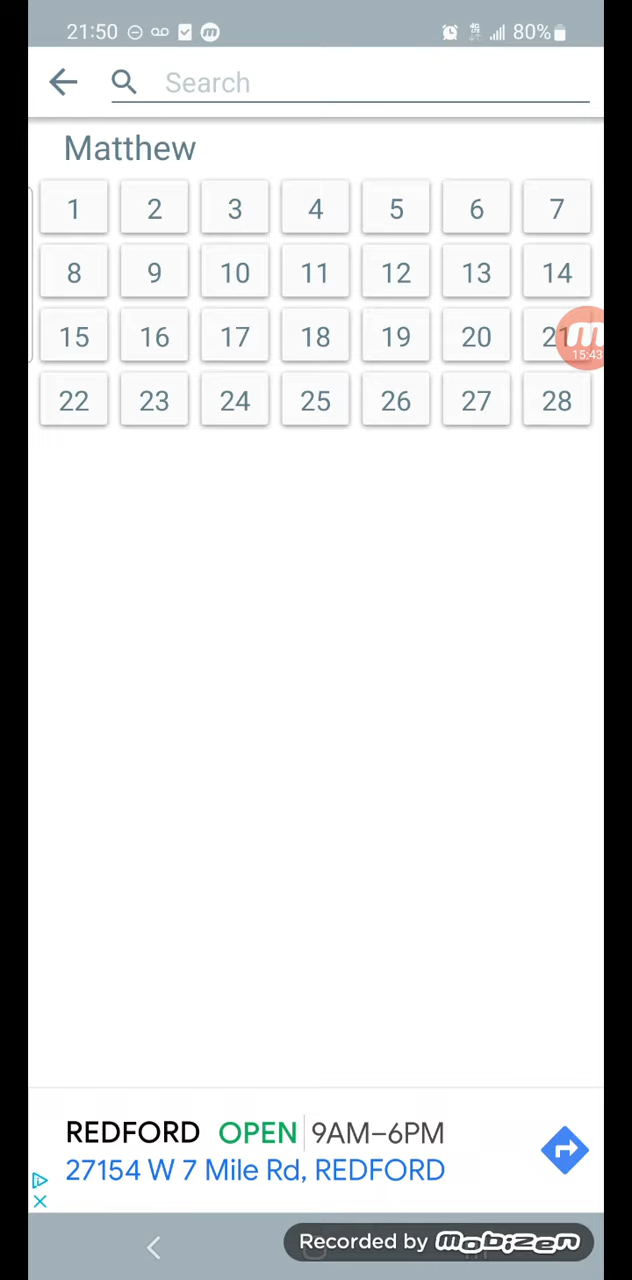 21:50 80%
Search
Matthew
1 2 3 4 5 6 7
8 9 10 11 12 13 14
15 16 17 18 19 20 21
15:43
22 23 24 25 26 27 28
REDFORD OPEN 9AM–6PM
27154 W 7 Mile Rd, REDFORD
Recorded by mobizen